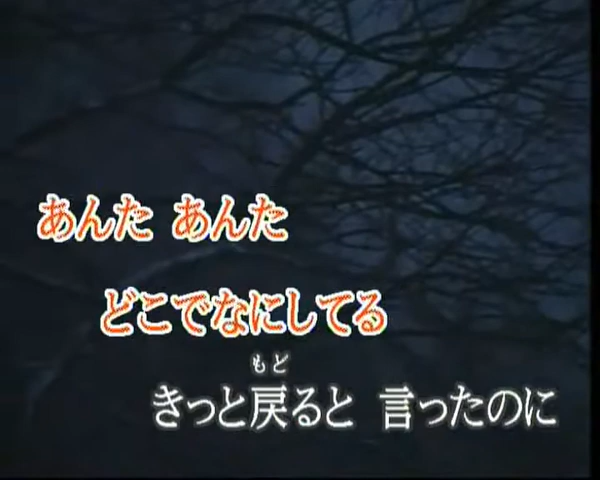 あんた あんた
どこでなにしてる
もど
きっと戻ると 言ったのに